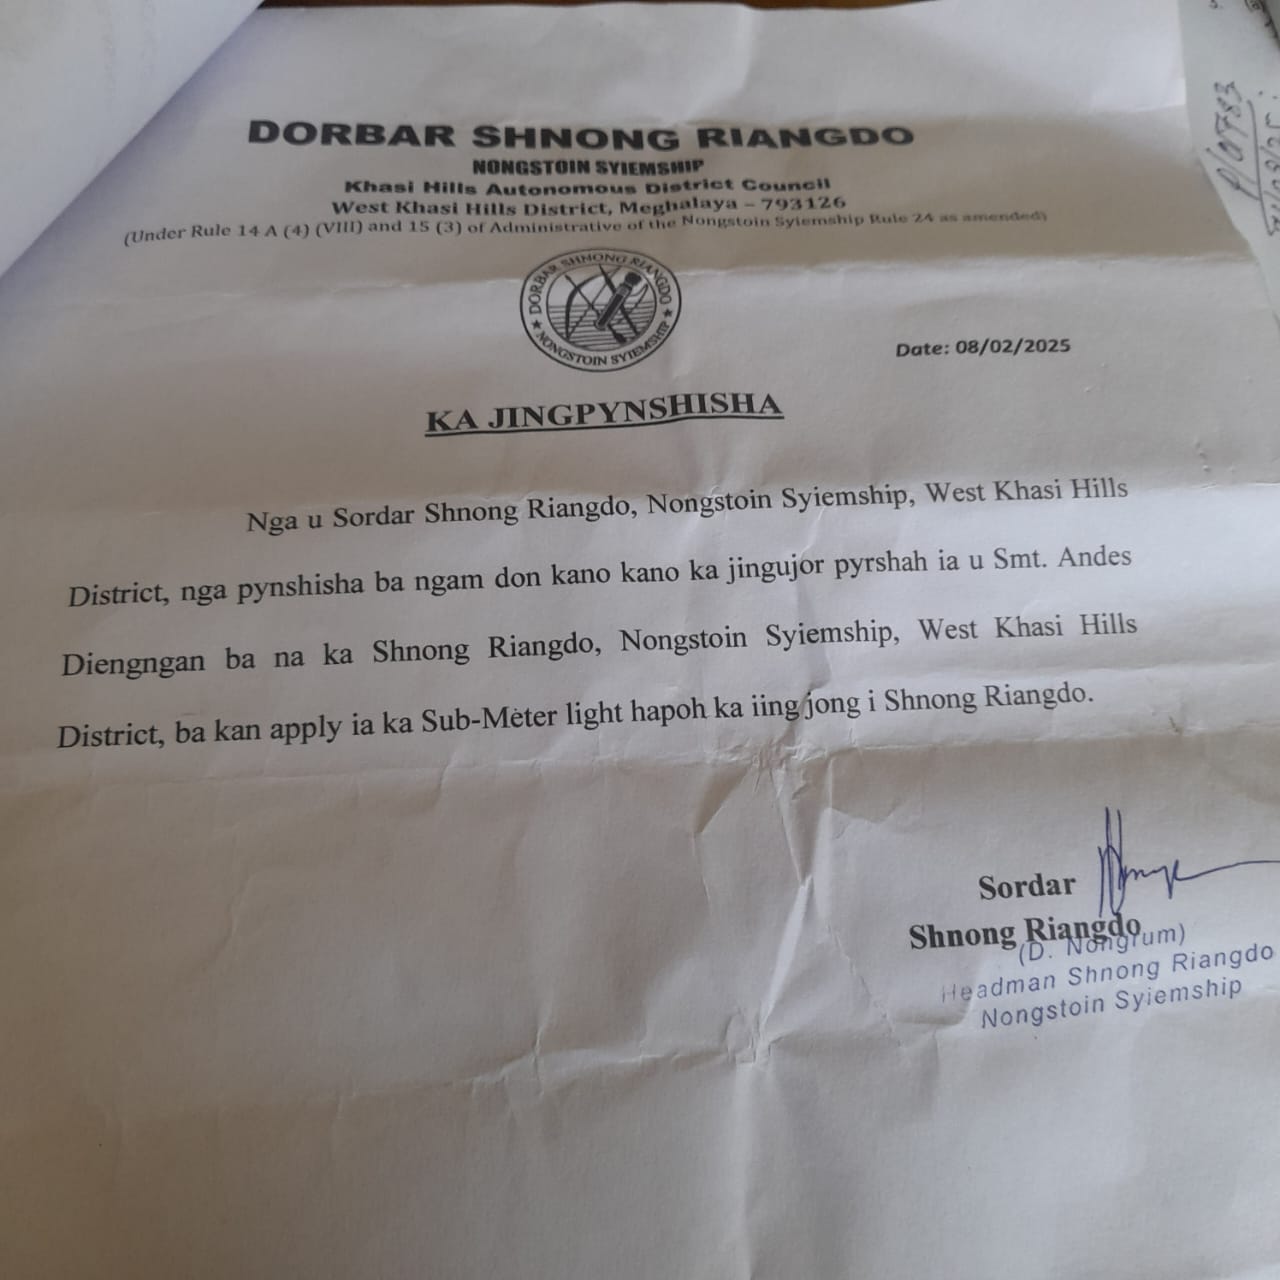 DORBAR SHNONG RIANGDO
NONGSTOIN SYIEMSHIP
Khasi Hills Autonomous District Council
West Khasi Hills District, Meghalaya – 793126
(Under Rule 14 A (4) (VIII) and 15 (3) of Administrative of the Nongstoin Syiemship Rule 24 as amended)
DORBAR SHNONG RIANGDO
★ NONGSTOIN SYIEMSHIP ★
Date: 08/02/2025
KA JINGPYNSHISHA
Nga u Sordar Shnong Riangdo, Nongstoin Syiemship, West Khasi Hills
District, nga pynshisha ba ngam don kano kano ka jingujor pyrshah ia u Smt. Andes
Diengngan ba na ka Shnong Riangdo, Nongstoin Syiemship, West Khasi Hills
District, ba kan apply ia ka Sub-Meter light hapoh ka iing jong i Shnong Riangdo.
Sordar
Shnong Riangdo
(D. Nongrum)
Headman Shnong Riangdo
Nongstoin Syiemship